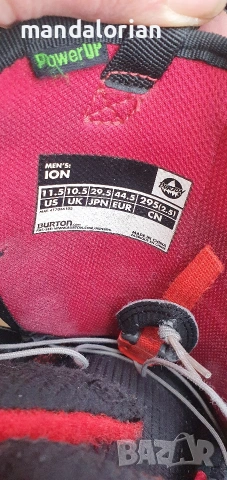 mandalorian
PowerUP
MEN'S:
ION
11.5 10.5 29.5 44.5 295(2.5)
US UK JPN EUR CN
BURTON
MADE IN CHINA
BAZAR